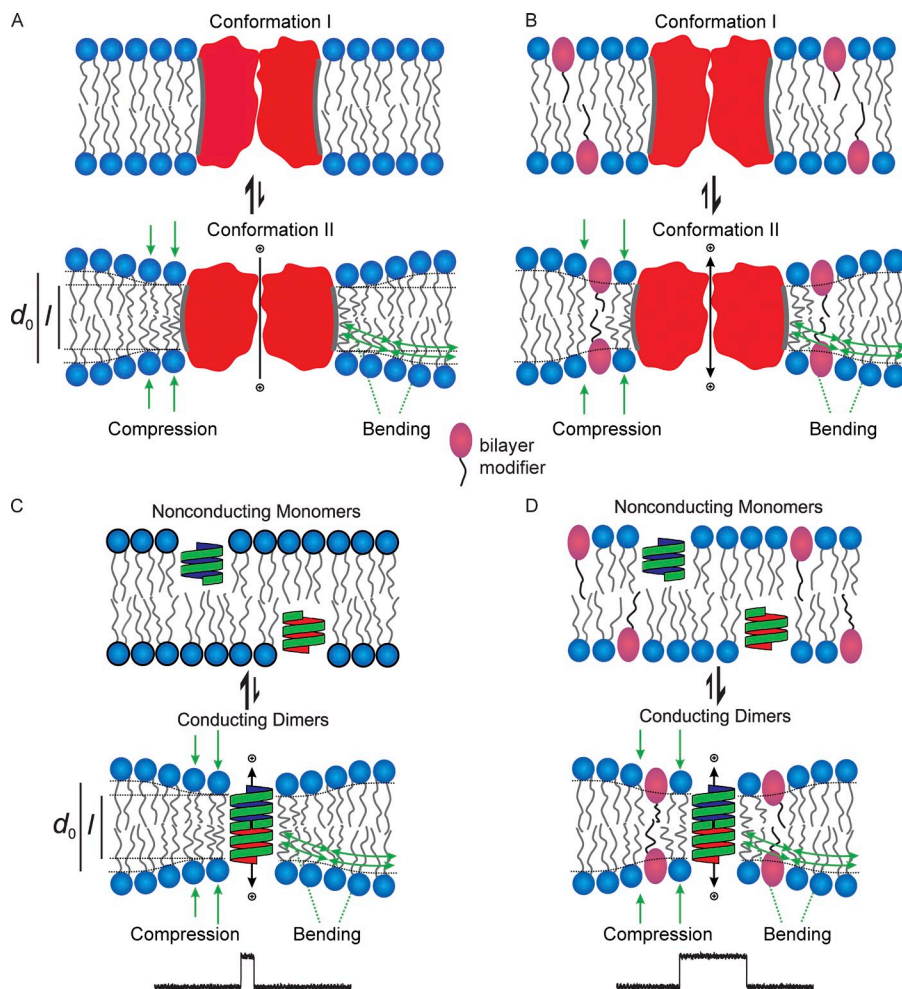 A
Conformation I
B
Conformation I
Conformation II
Conformation II
d₀
l
Compression
Bending
Compression
Bending
bilayer
modifier
C
Nonconducting Monomers
D
Nonconducting Monomers
Conducting Dimers
Conducting Dimers
d₀
l
Compression
Bending
Compression
Bending